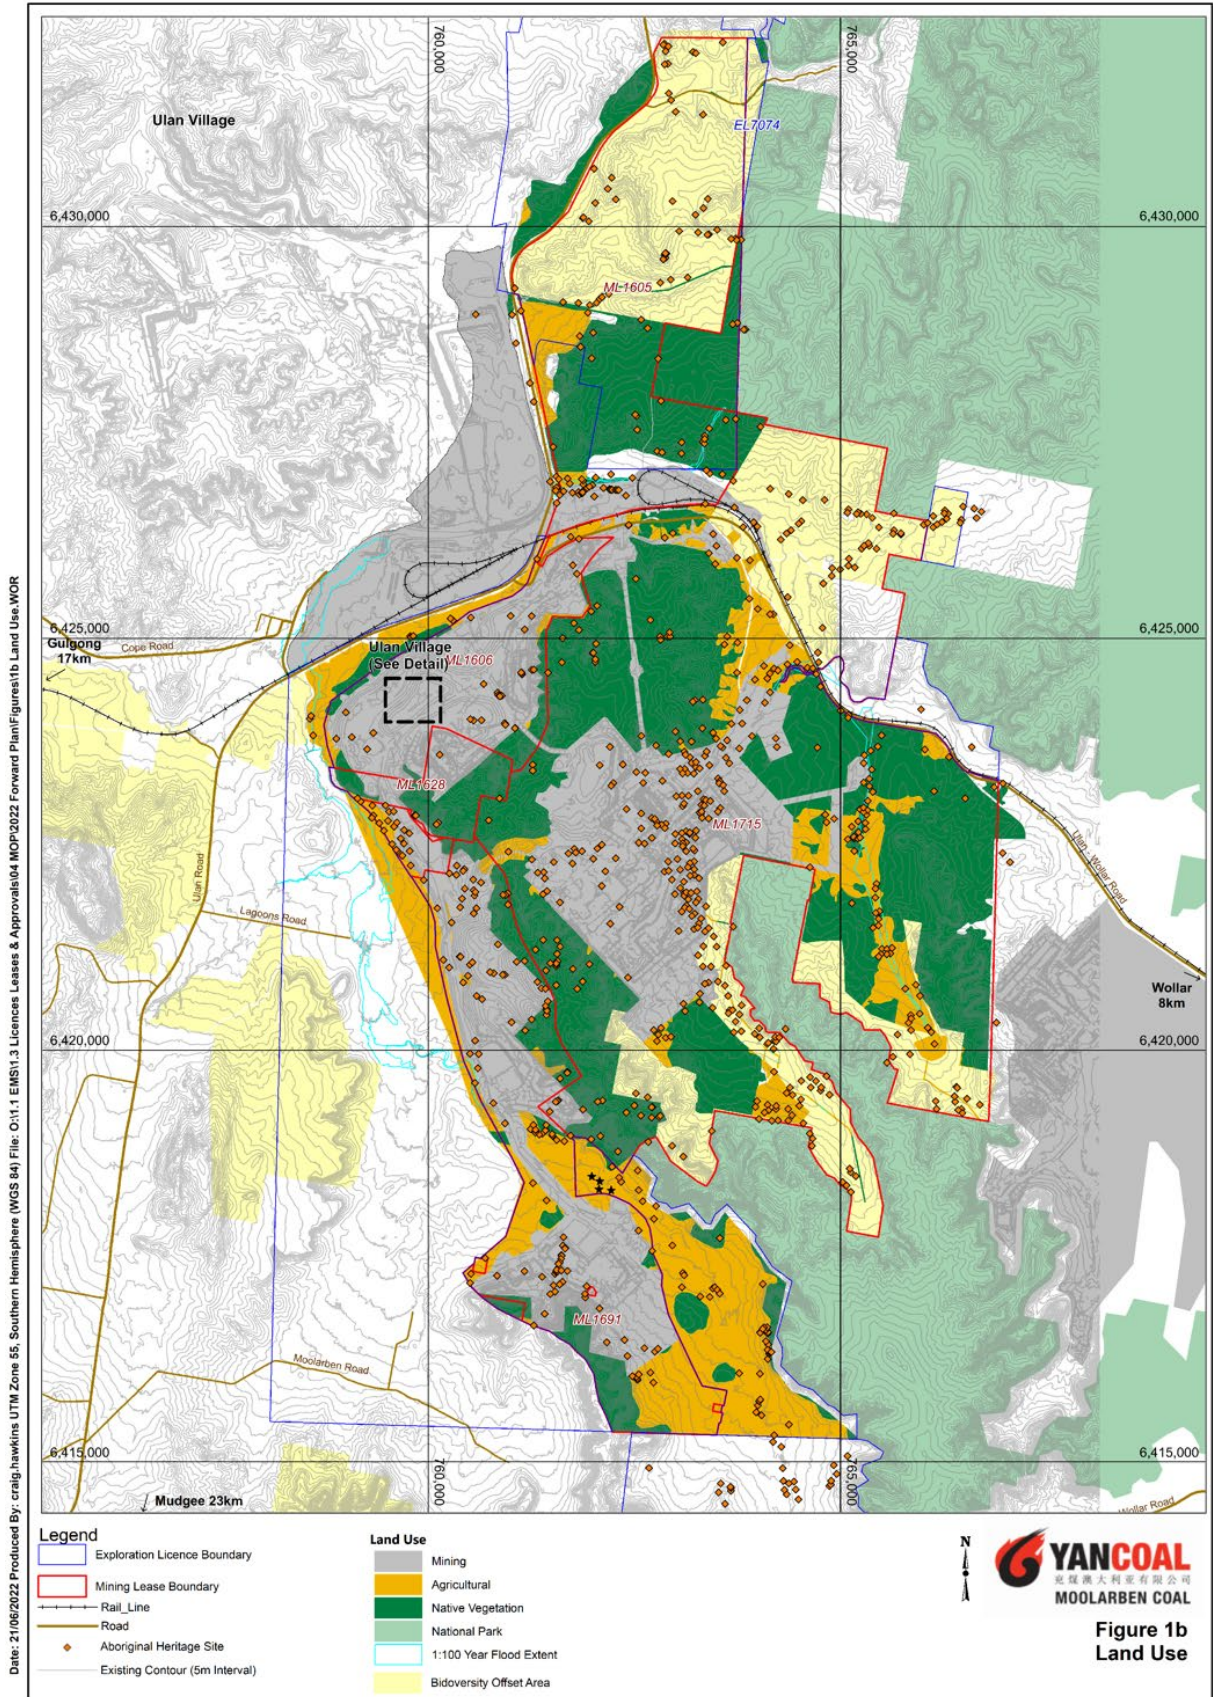 760,000
765,000
Ulan Village
EL7074
6,430,000
6,430,000
ML1605
6,425,000
6,425,000
Gulgong
17km
Cope Road
Ulan Village
(See Detail)
ML1606
ML1628
ML1715
Ulan Road
Lagoons Road
Ulan - Wollar Road
Wollar
8km
6,420,000
6,420,000
ML1691
Moolarben Road
6,415,000
6,415,000
760,000
765,000
Mudgee 23km
Wollar Road
Date: 21/06/2022 Produced By: craig.hawkins UTM Zone 55, Southern Hemisphere (WGS 84) File: O:\1.1 EMS\1.3 Licences Leases & Approvals\04 MOP\2022 Forward Plan\Figures\1b Land Use.WOR
Legend
Exploration Licence Boundary
Mining Lease Boundary
Rail_Line
Road
Aboriginal Heritage Site
Existing Contour (5m Interval)
Land Use
Mining
Agricultural
Native Vegetation
National Park
1:100 Year Flood Extent
Bidoversity Offset Area
N
YANCOAL
兗煤澳大利亚有限公司
MOOLARBEN COAL
Figure 1b
Land Use